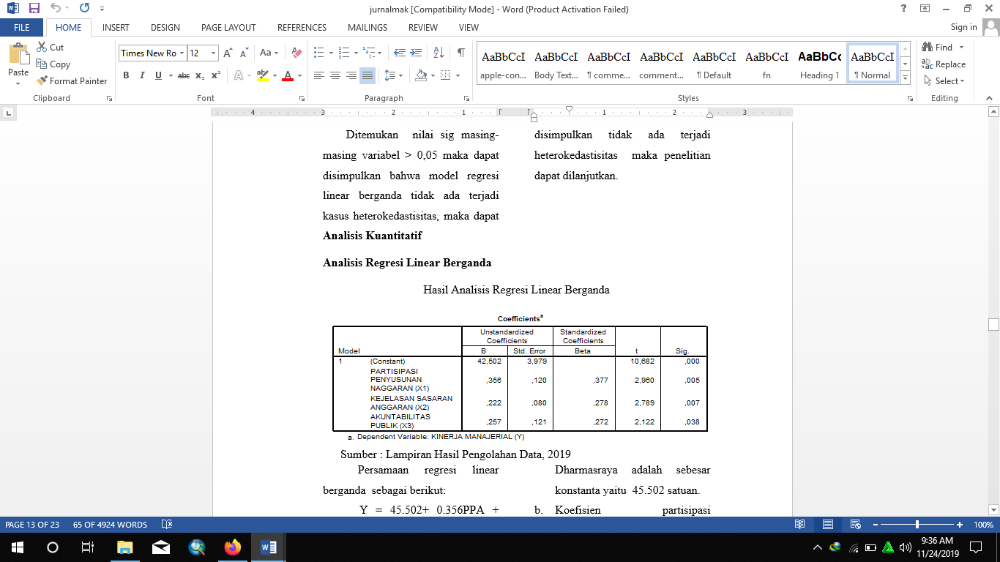 jurnalmak [Compatibility Mode] - Word (Product Activation Failed)
FILE HOME INSERT DESIGN PAGE LAYOUT REFERENCES MAILINGS REVIEW VIEW Sign in
Paste
Cut
Copy
Format Painter
Clipboard
Times New Ro 12
Font
Paragraph
AaBbCcI AaBbCcI AaBbCcI AaBbCcI AaBbCcI AaBbCcI AaBbCc AaBbCcI
apple-con... Body Text... ¶ comme... comment... ¶ Default fn Heading 1 ¶ Normal
Styles
Find
Replace
Select
Editing
4 3 2 1 1 2 3
Ditemukan nilai sig masing-
masing variabel > 0,05 maka dapat
disimpulkan bahwa model regresi
linear berganda tidak ada terjadi
kasus heterokedastisitas, maka dapat
disimpulkan tidak ada terjadi
heterokedastisitas maka penelitian
dapat dilanjutkan.
Analisis Kuantitatif
Analisis Regresi Linear Berganda
Hasil Analisis Regresi Linear Berganda
Coefficientsa
Model Unstandardized Coefficients Standardized Coefficients t Sig.
B Std. Error Beta
1 (Constant) 42,502 3,979 10,682 ,000
PARTISIPASI
PENYUSUNAN
NAGGARAN (X1) ,356 ,120 ,377 2,960 ,005
KEJELASAN SASARAN
ANGGARAN (X2) ,222 ,080 ,278 2,789 ,007
AKUNTABILITAS
PUBLIK (X3) ,257 ,121 ,272 2,122 ,038
a. Dependent Variable: KINERJA MANAJERIAL (Y)
Sumber : Lampiran Hasil Pengolahan Data, 2019
Persamaan regresi linear
berganda sebagai berikut:
Y = 45.502+ 0.356PPA +
Dharmasraya adalah sebesar
konstanta yaitu 45.502 satuan.
b. Koefisien partisipasi
PAGE 13 OF 23 65 OF 4924 WORDS 100%
9:36 AM
11/24/2019